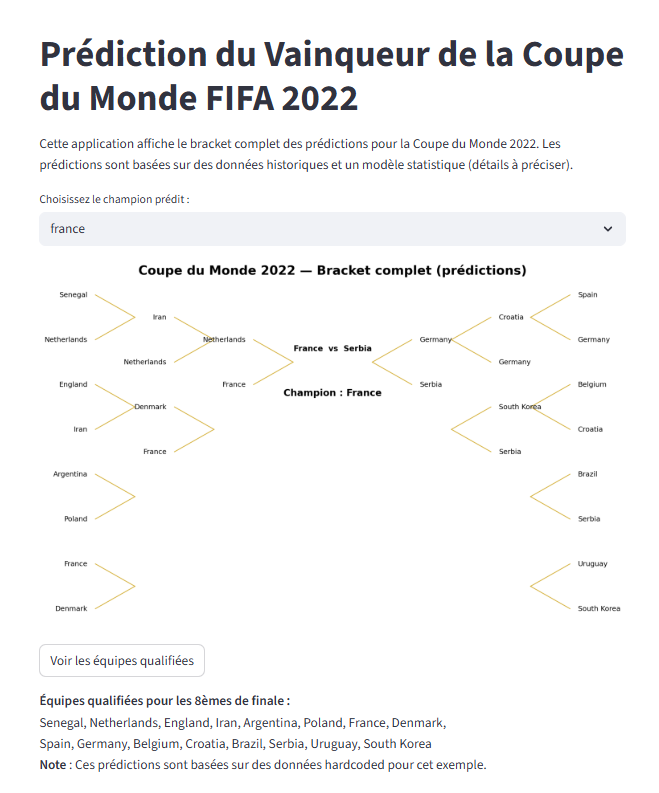 Prédiction du Vainqueur de la Coupe
du Monde FIFA 2022
Cette application affiche le bracket complet des prédictions pour la Coupe du Monde 2022. Les
prédictions sont basées sur des données historiques et un modèle statistique (détails à préciser).
Choisissez le champion prédit :
france
Coupe du Monde 2022 — Bracket complet (prédictions)
Senegal
Netherlands
England
Iran
Argentina
Poland
France
Denmark
Iran
Netherlands
Denmark
France
Netherlands
France
France vs Serbia
Champion : France
Germany
Serbia
Croatia
Germany
South Korea
Serbia
Spain
Germany
Belgium
Croatia
Brazil
Serbia
Uruguay
South Korea
Voir les équipes qualifiées
Équipes qualifiées pour les 8èmes de finale :
Senegal, Netherlands, England, Iran, Argentina, Poland, France, Denmark,
Spain, Germany, Belgium, Croatia, Brazil, Serbia, Uruguay, South Korea
Note : Ces prédictions sont basées sur des données hardcoded pour cet exemple.